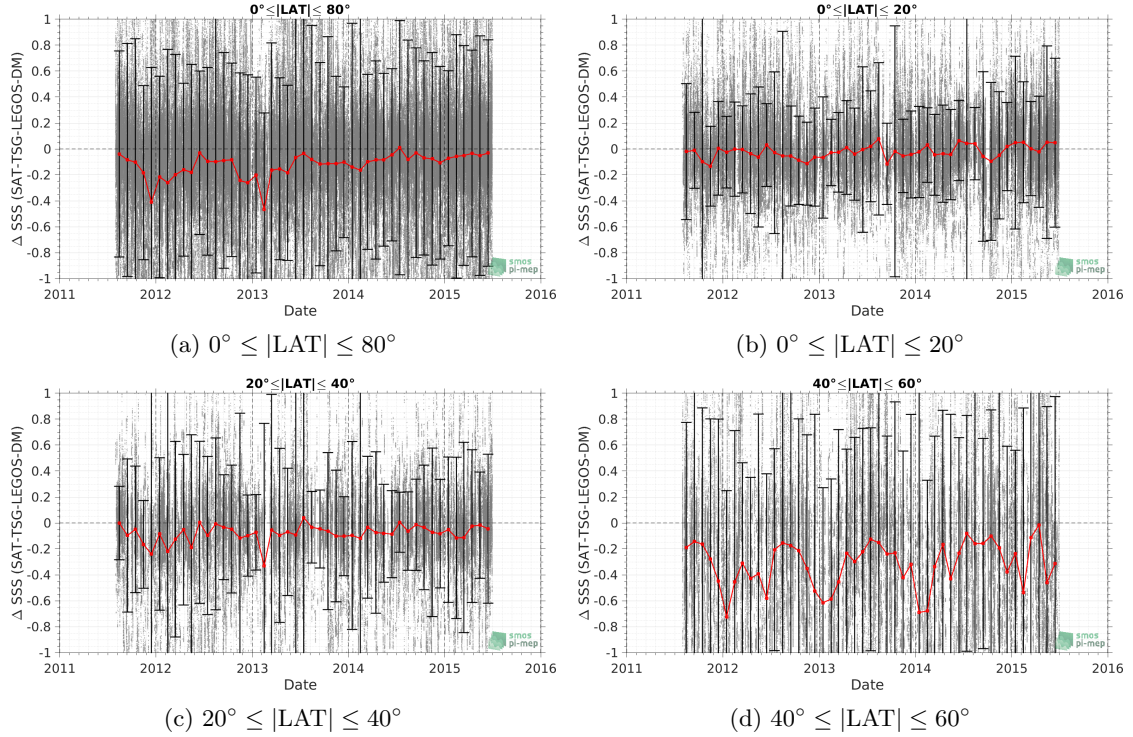 0°≤|LAT|≤ 80°
Δ SSS (SAT-TSG-LEGOS-DM)
1
0.8
0.6
0.4
0.2
0
-0.2
-0.4
-0.6
-0.8
-1
2011 2012 2013 2014 2015 2016
Date
smos
pi-mep
(a) 0° ≤ |LAT| ≤ 80°
0°≤|LAT|≤ 20°
Δ SSS (SAT-TSG-LEGOS-DM)
1
0.8
0.6
0.4
0.2
0
-0.2
-0.4
-0.6
-0.8
-1
2011 2012 2013 2014 2015 2016
Date
smos
pi-mep
(b) 0° ≤ |LAT| ≤ 20°
20°≤|LAT|≤ 40°
Δ SSS (SAT-TSG-LEGOS-DM)
1
0.8
0.6
0.4
0.2
0
-0.2
-0.4
-0.6
-0.8
-1
2011 2012 2013 2014 2015 2016
Date
smos
pi-mep
(c) 20° ≤ |LAT| ≤ 40°
40°≤|LAT|≤ 60°
Δ SSS (SAT-TSG-LEGOS-DM)
1
0.8
0.6
0.4
0.2
0
-0.2
-0.4
-0.6
-0.8
-1
2011 2012 2013 2014 2015 2016
Date
smos
pi-mep
(d) 40° ≤ |LAT| ≤ 60°